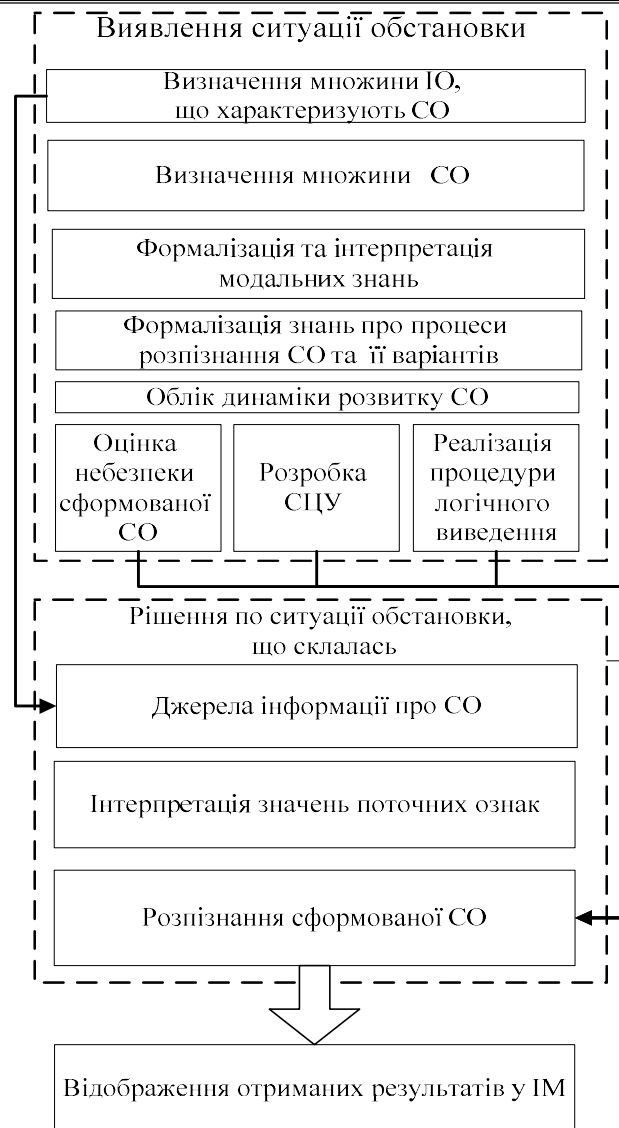 Виявлення ситуації обстановки
Визначення множини ІО,
що характеризують СО
Визначення множини СО
Формалізація та інтерпретація
модальних знань
Формалізація знань про процеси
розпізнання СО та її варіантів
Облік динаміки розвитку СО
Оцінка
небезпеки
сформованої
СО
Розробка
СЦУ
Реалізація
процедури
логічного
виведення
Рішення по ситуації обстановки,
що склалась
Джерела інформації про СО
Інтерпретація значень поточних ознак
Розпізнання сформованої СО
Відображення отриманих результатів у ІМ